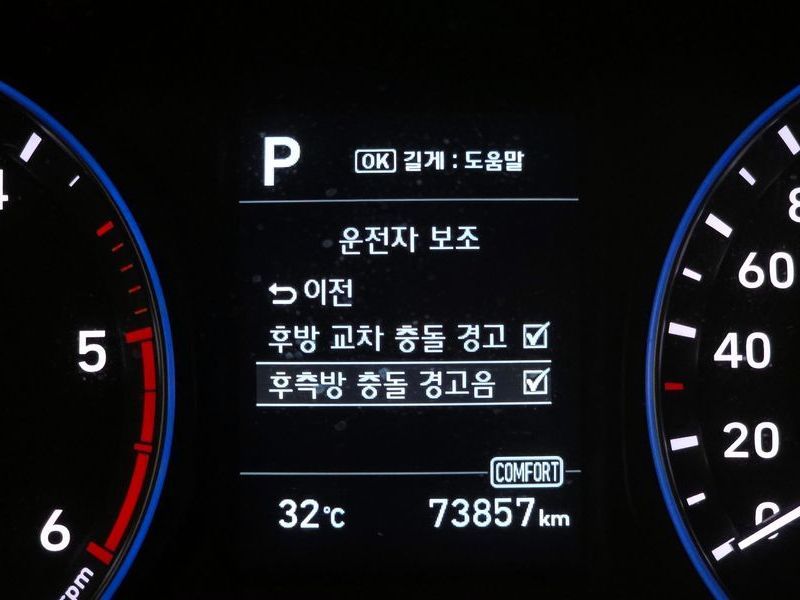 P
OK 길게 : 도움말
운전자 보조
이전
후방 교차 충돌 경고
후측방 충돌 경고음
COMFORT
32℃ 73857km
4
5
6
rpm
8
60
40
20
0